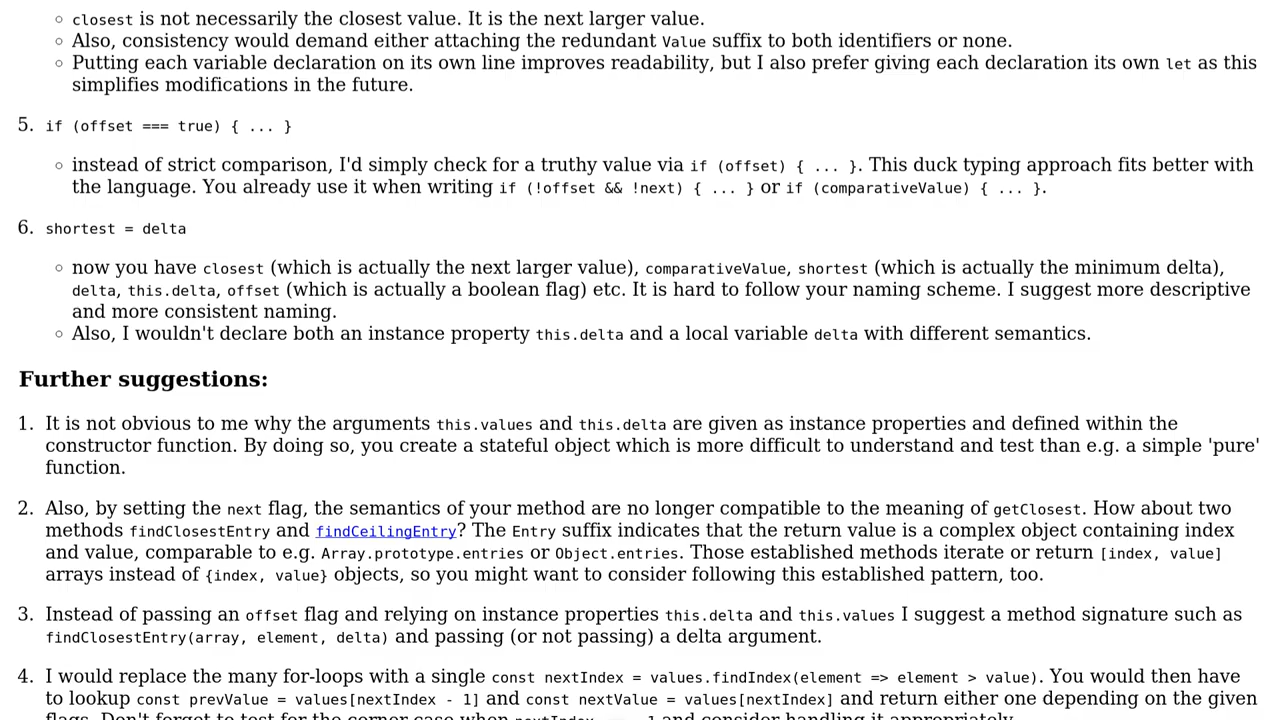 ◦ closest is not necessarily the closest value. It is the next larger value.
◦ Also, consistency would demand either attaching the redundant Value suffix to both identifiers or none.
◦ Putting each variable declaration on its own line improves readability, but I also prefer giving each declaration its own let as this
simplifies modifications in the future.
5. if (offset === true) { ... }
◦ instead of strict comparison, I'd simply check for a truthy value via if (offset) { ... }. This duck typing approach fits better with
the language. You already use it when writing if (!offset && !next) { ... } or if (comparativeValue) { ... }.
6. shortest = delta
◦ now you have closest (which is actually the next larger value), comparativeValue, shortest (which is actually the minimum delta),
delta, this.delta, offset (which is actually a boolean flag) etc. It is hard to follow your naming scheme. I suggest more descriptive
and more consistent naming.
◦ Also, I wouldn't declare both an instance property this.delta and a local variable delta with different semantics.
Further suggestions:
1. It is not obvious to me why the arguments this.values and this.delta are given as instance properties and defined within the
constructor function. By doing so, you create a stateful object which is more difficult to understand and test than e.g. a simple 'pure'
function.
2. Also, by setting the next flag, the semantics of your method are no longer compatible to the meaning of getClosest. How about two
methods findClosestEntry and findCeilingEntry? The Entry suffix indicates that the return value is a complex object containing index
and value, comparable to e.g. Array.prototype.entries or Object.entries. Those established methods iterate or return [index, value]
arrays instead of {index, value} objects, so you might want to consider following this established pattern, too.
3. Instead of passing an offset flag and relying on instance properties this.delta and this.values I suggest a method signature such as
findClosestEntry(array, element, delta) and passing (or not passing) a delta argument.
4. I would replace the many for-loops with a single const nextIndex = values.findIndex(element => element > value). You would then have
to lookup const prevValue = values[nextIndex - 1] and const nextValue = values[nextIndex] and return either one depending on the given
flags. Don't forget to test for the corner case when nextIndex and consider handling it appropriately.